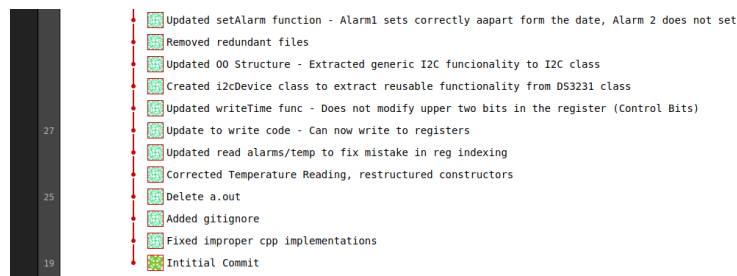 Updated setAlarm function - Alarm1 sets correctly aapart form the date, Alarm 2 does not set
Removed redundant files
Updated OO Structure - Extracted generic I2C funcionality to I2C class
Created i2cDevice class to extract reusable functionality from DS3231 class
Updated writeTime func - Does not modify upper two bits in the register (Control Bits)
27 Update to write code - Can now write to registers
Updated read alarms/temp to fix mistake in reg indexing
Corrected Temperature Reading, restructured constructors
25 Delete a.out
Added gitignore
Fixed improper cpp implementations
19 Intitial Commit